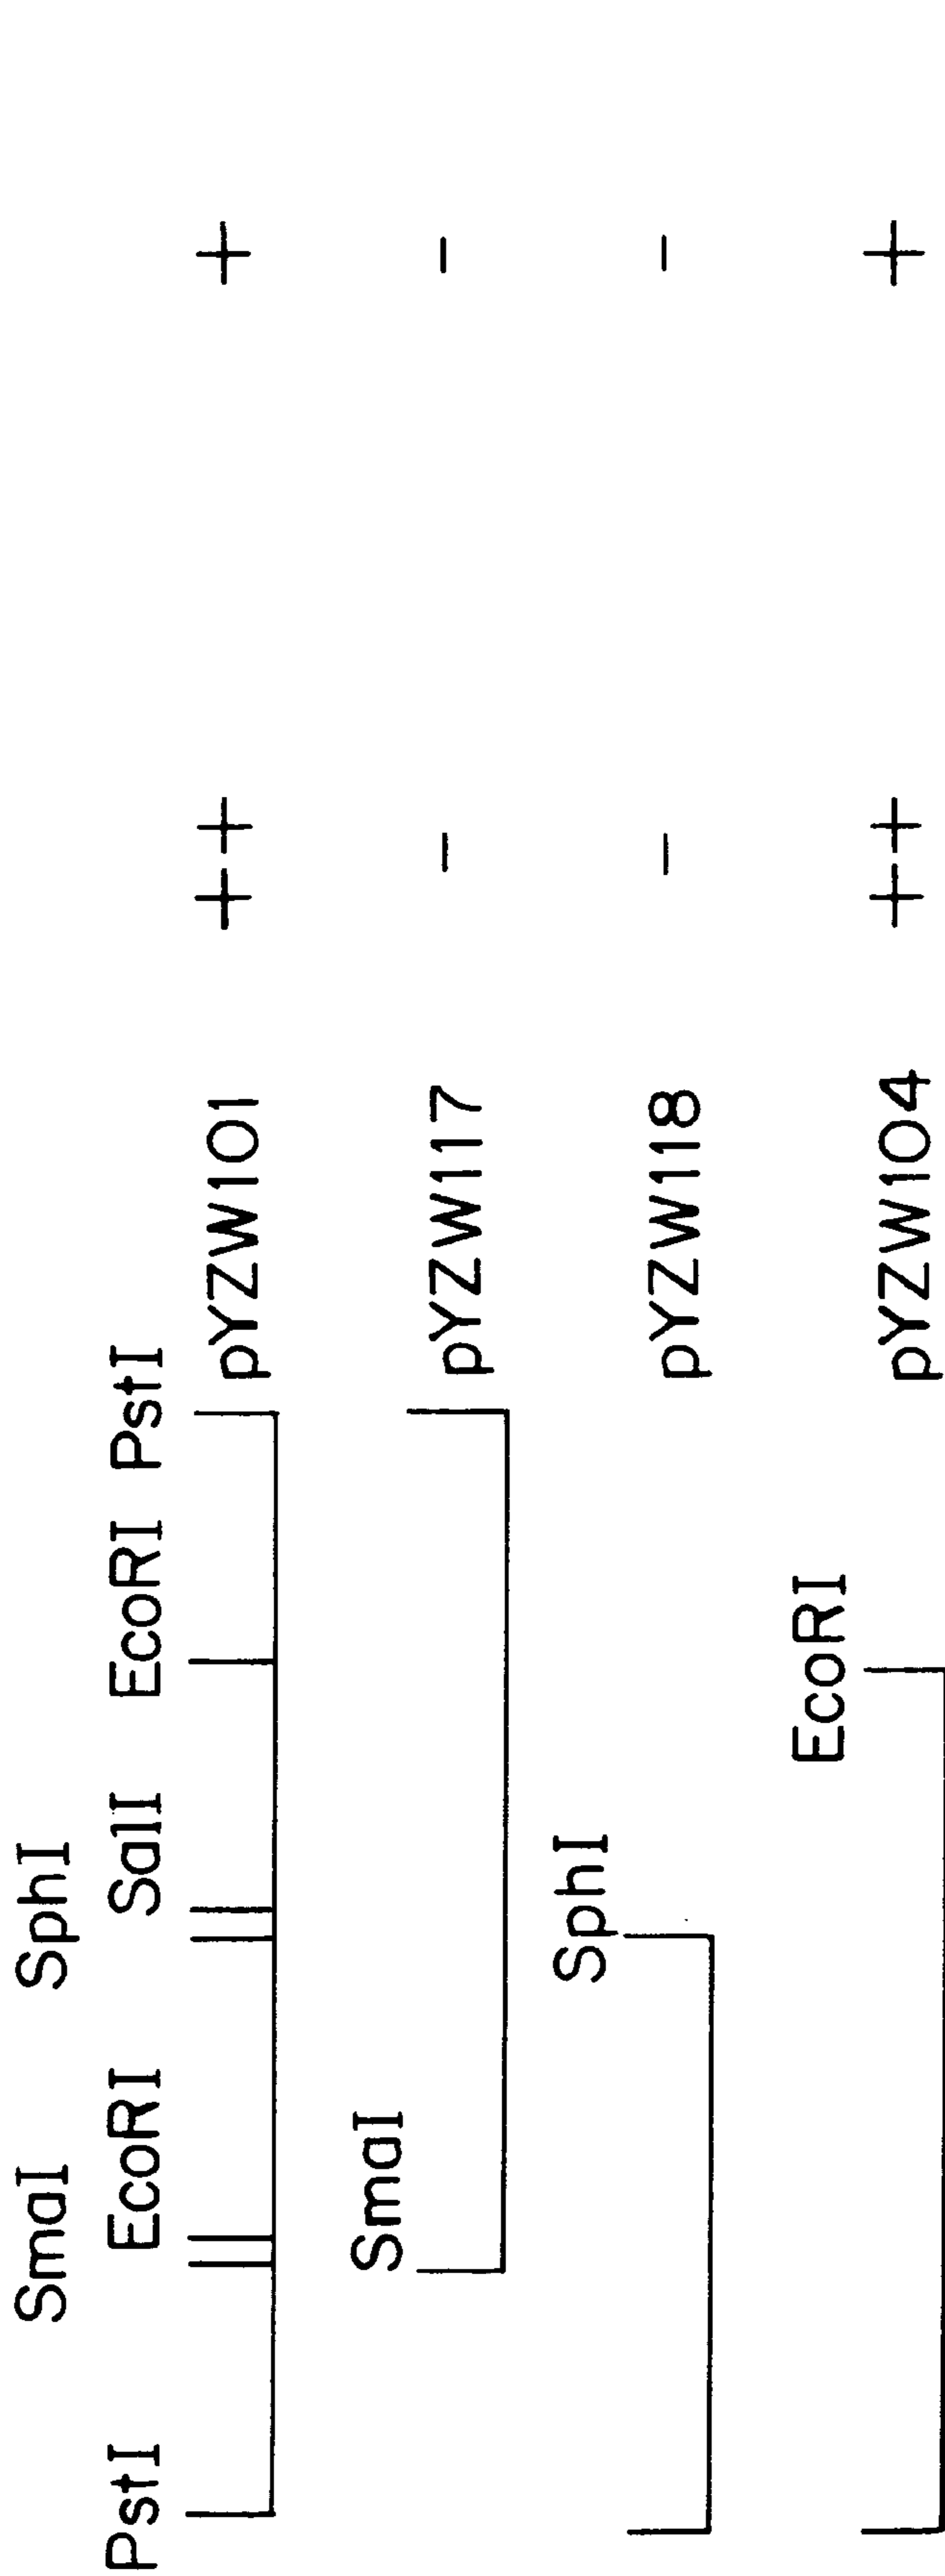 SmaI SphI
PstI EcoRI SalI EcoRI PstI
pYZW101 ++ +
SmaI
pYZW117 - -
SphI
pYZW118 - -
EcoRI
pYZW104 ++ +